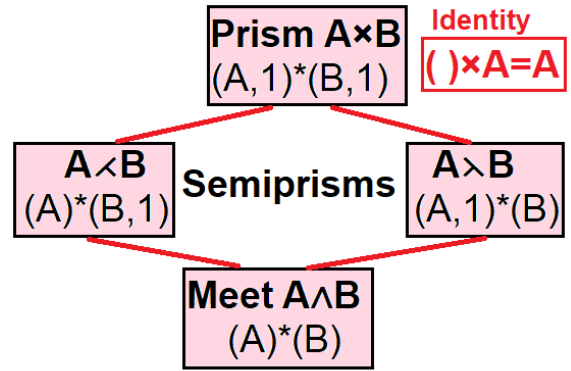 Prism A×B
(A,1)*(B,1)
Identity
( )×A=A
A⋌B
(A)*(B,1)
Semiprisms
A⋋B
(A,1)*(B)
Meet A∧B
(A)*(B)